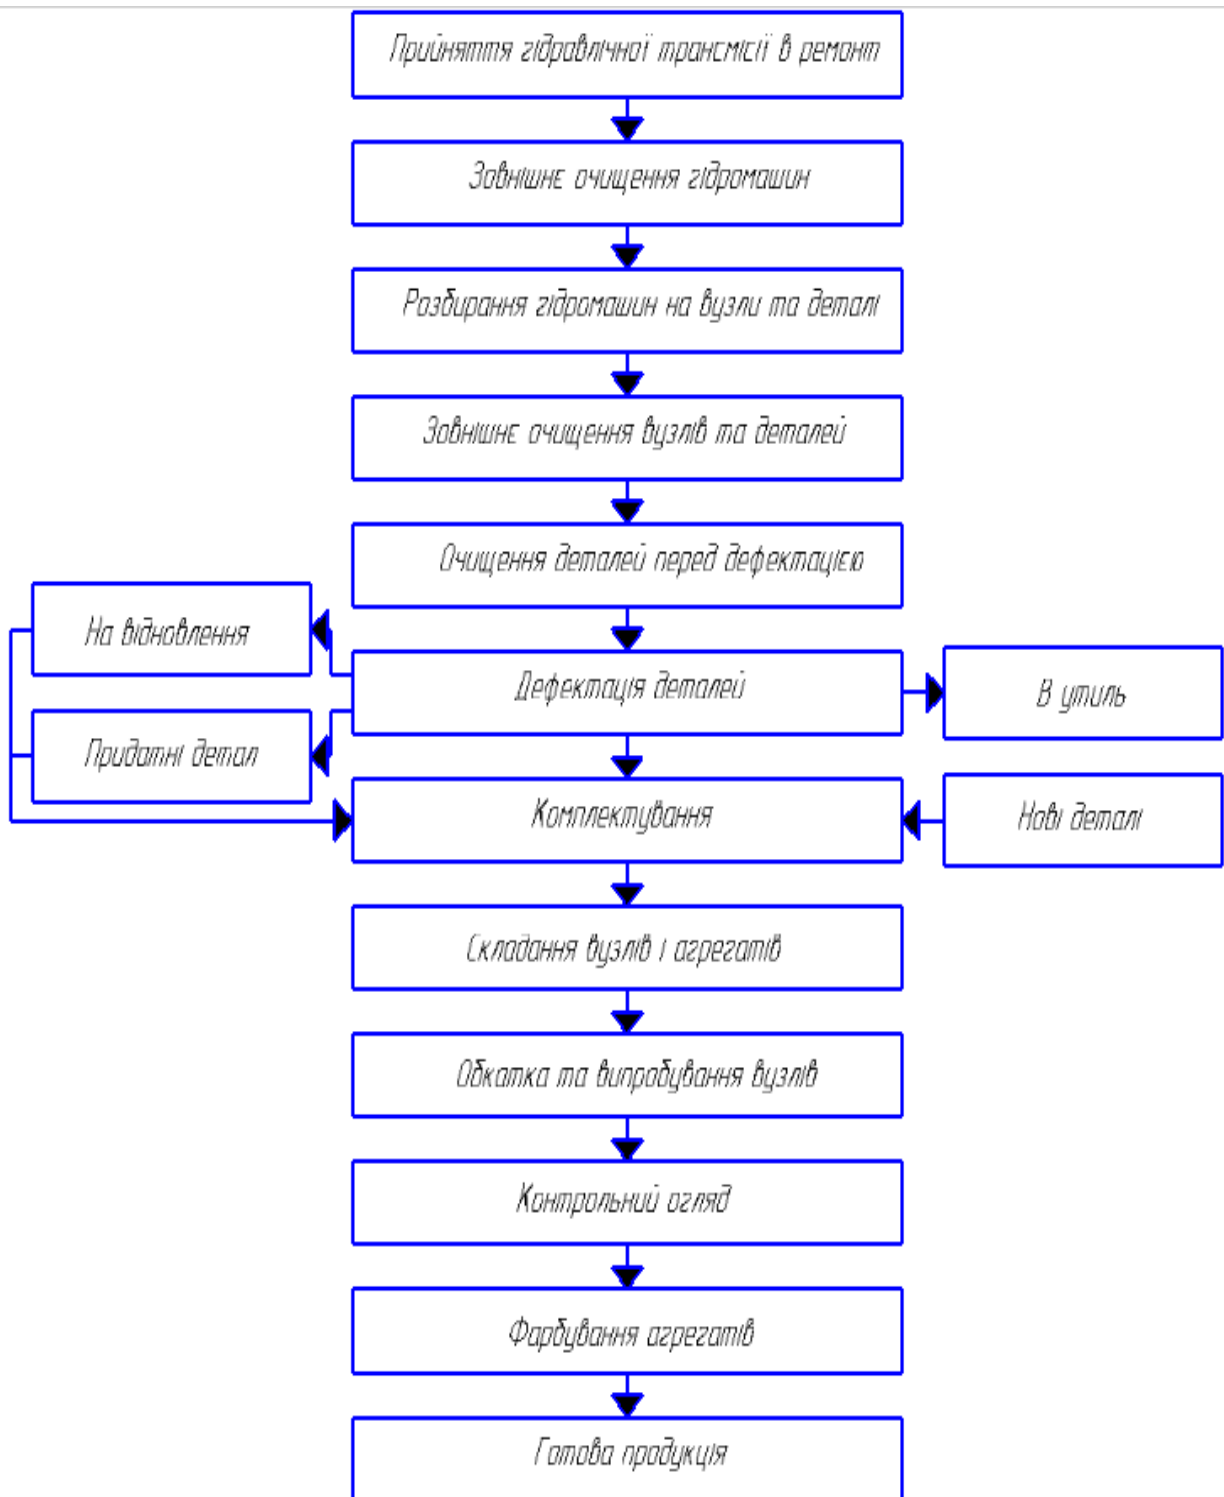 Прийняття гідравлічної трансмісії в ремонт
Зовнішнє очищення гідромашин
Розбирання гідромашин на вузли та деталі
Зовнішнє очищення вузлів та деталей
Очищення деталей перед дефектацією
На відновлення
Дефектація деталей
В утиль
Придатні детал
Комплектування
Нові деталі
Складання вузлів і агрегатів
Обкатка та випробування вузлів
Контрольний огляд
Фарбування агрегатів
Готова продукція